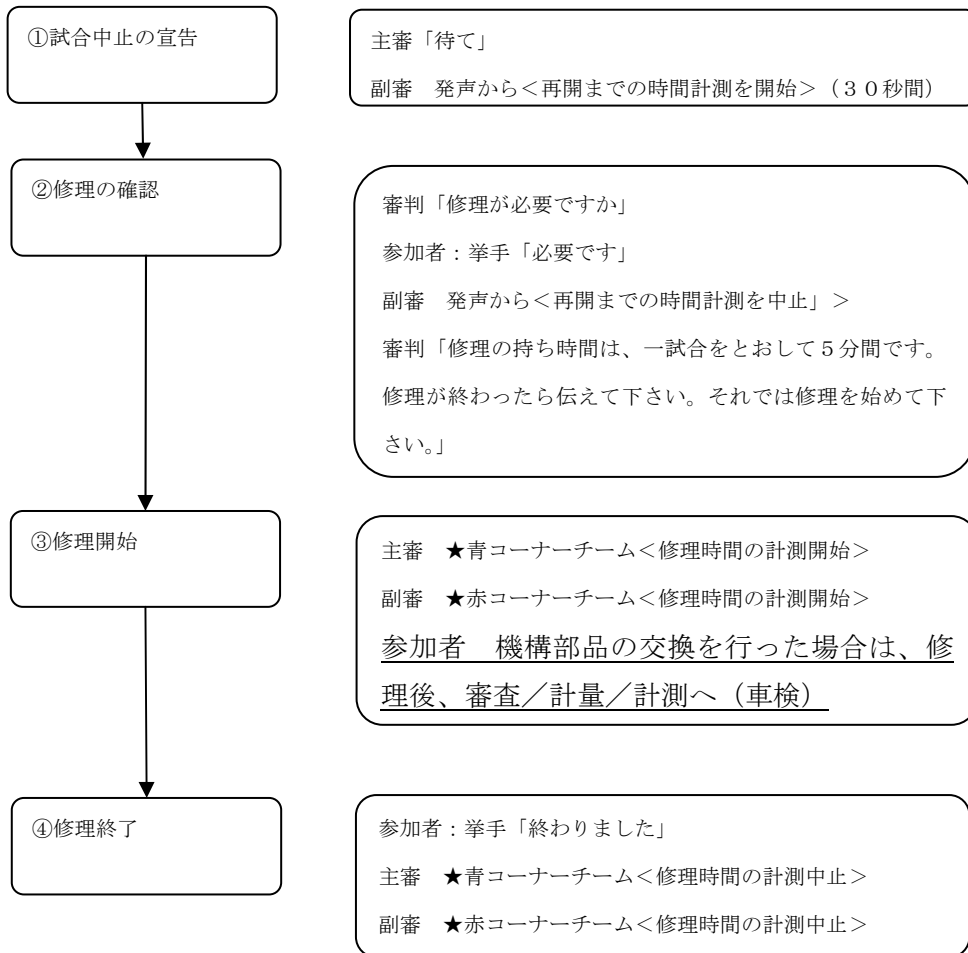 ①試合中止の宣告
主審「待て」
副審　発声から＜再開までの時間計測を開始＞（３０秒間）
②修理の確認
審判「修理が必要ですか」
参加者：挙手「必要です」
副審　発声から＜再開までの時間計測を中止」＞
審判「修理の持ち時間は、一試合をとおして５分間です。
修理が終わったら伝えて下さい。それでは修理を始めて下
さい。」
③修理開始
主審　★青コーナーチーム＜修理時間の計測開始＞
副審　★赤コーナーチーム＜修理時間の計測開始＞
参加者　機構部品の交換を行った場合は、修
理後、審査／計量／計測へ（車検）
④修理終了
参加者：挙手「終わりました」
主審　★青コーナーチーム＜修理時間の計測中止＞
副審　★赤コーナーチーム＜修理時間の計測中止＞